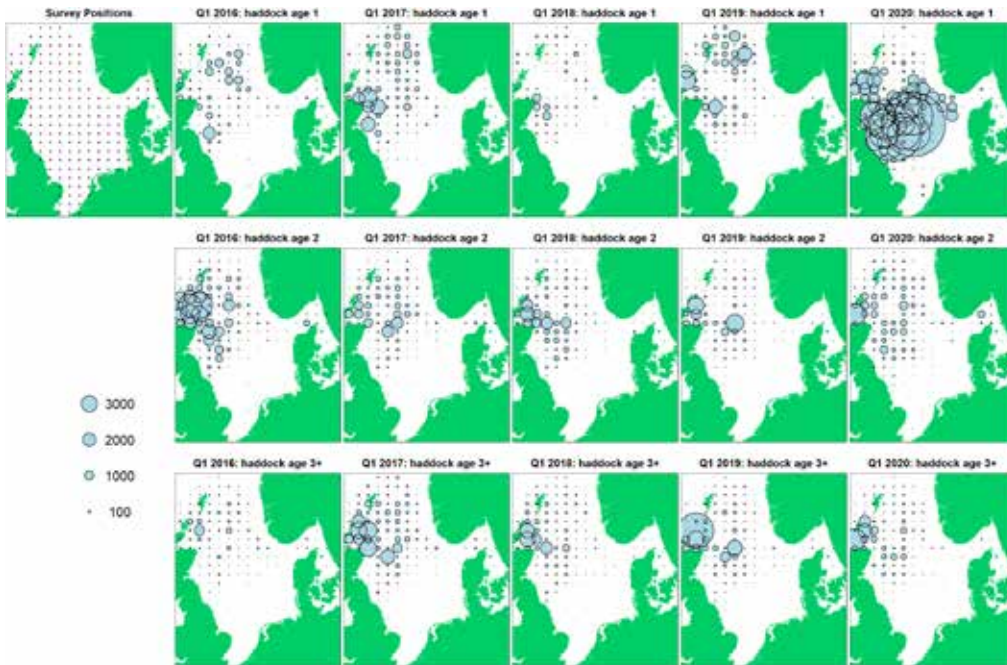 Survey Positions
Q1 2016: haddock age 1
Q1 2017: haddock age 1
Q1 2018: haddock age 1
Q1 2019: haddock age 1
Q1 2020: haddock age 1
Q1 2016: haddock age 2
Q1 2017: haddock age 2
Q1 2018: haddock age 2
Q1 2019: haddock age 2
Q1 2020: haddock age 2
3000
2000
1000
100
Q1 2016: haddock age 3+
Q1 2017: haddock age 3+
Q1 2018: haddock age 3+
Q1 2019: haddock age 3+
Q1 2020: haddock age 3+